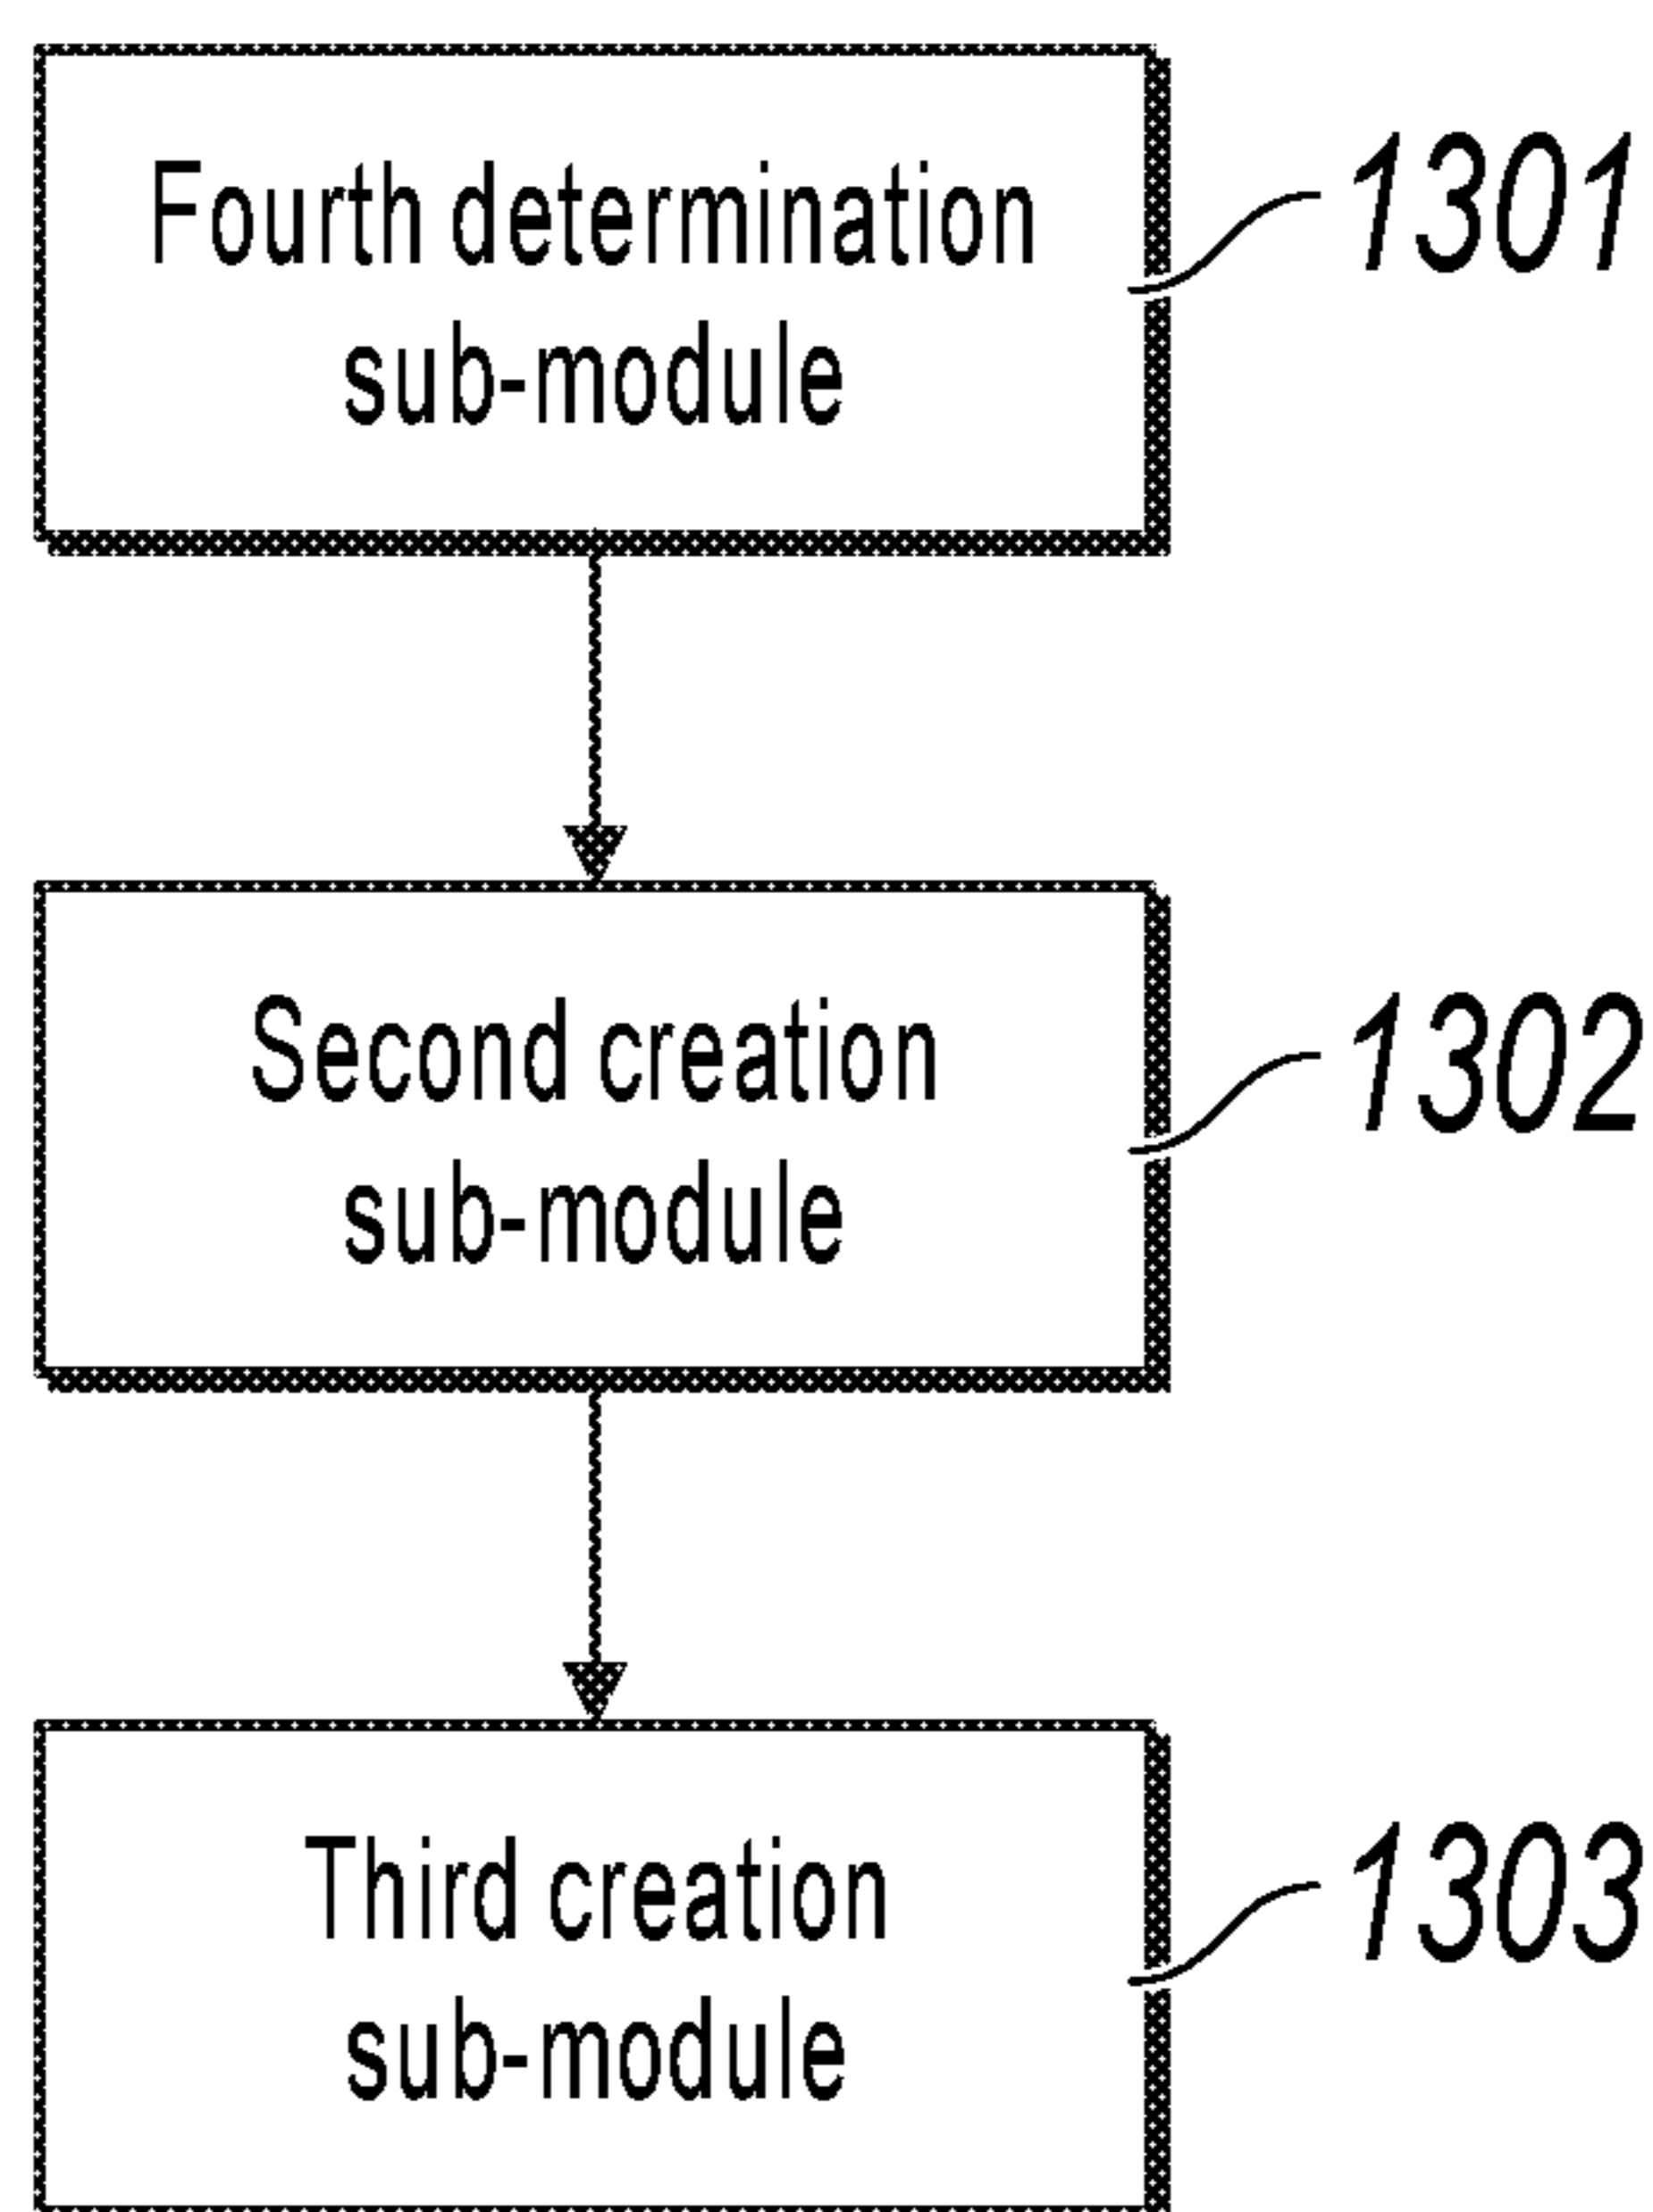 Fourth determination
sub-module
1301
Second creation
sub-module
1302
Third creation
sub-module
1303